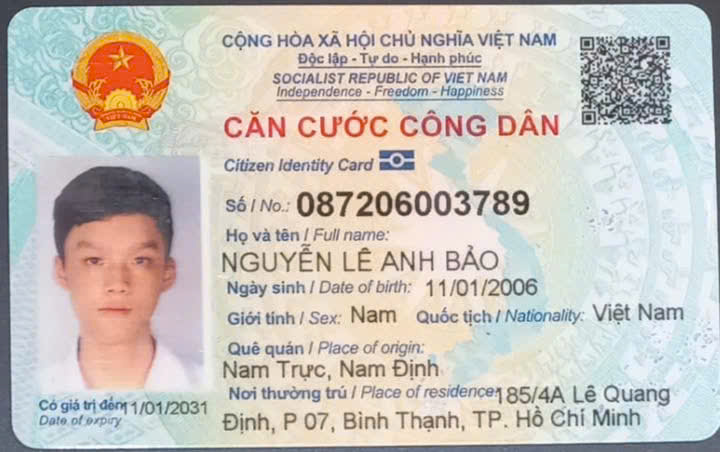 CỘNG HÒA XÃ HỘI CHỦ NGHĨA VIỆT NAM
Độc lập - Tự do - Hạnh phúc
SOCIALIST REPUBLIC OF VIET NAM
Independence - Freedom - Happiness
CĂN CƯỚC CÔNG DÂN
Citizen Identity Card
Số / No.: 087206003789
Họ và tên / Full name:
NGUYỄN LÊ ANH BẢO
Ngày sinh / Date of birth: 11/01/2006
Giới tính / Sex: Nam Quốc tịch / Nationality: Việt Nam
Quê quán / Place of origin:
Nam Trực, Nam Định
Nơi thường trú / Place of residence: 185/4A Lê Quang
Định, P 07, Bình Thạnh, TP. Hồ Chí Minh
Có giá trị đến: 11/01/2031
Date of expiry
VIỆT NAM